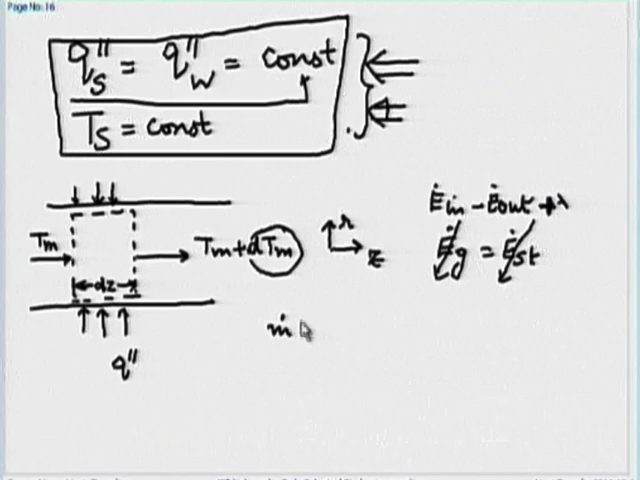 Page No: 16
q″s = q″w = const
Ts = const
Tm
Tm+dTm
r
z
dz
Ėin - Ėout +
Ėg = Ėst
ṁ
q″